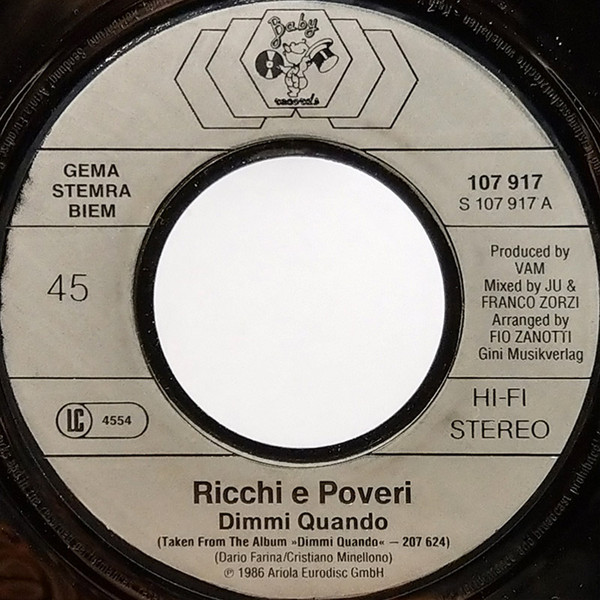 Baby
records
GEMA
STEMRA
BIEM
107 917
S 107 917 A
45
Produced by
VAM
Mixed by JU &
FRANCO ZORZI
Arranged by
FIO ZANOTTI
Gini Musikverlag
LC 4554
HI-FI
STEREO
Ricchi e Poveri
Dimmi Quando
(Taken From The Album »Dimmi Quando« – 207 624)
(Dario Farina/Cristiano Minellono)
℗ 1986 Ariola Eurodisc GmbH